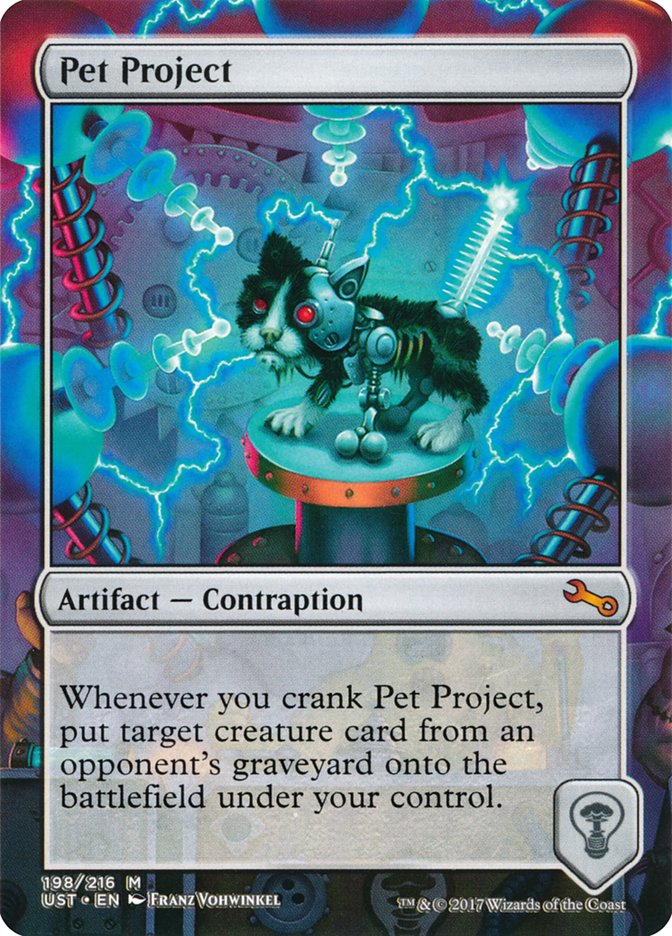 Pet Project
Artifact — Contraption
Whenever you crank Pet Project,
put target creature card from an
opponent's graveyard onto the
battlefield under your control.
198/216 M
UST • EN Franz Vohwinkel
™ & © 2017 Wizards of the Coast